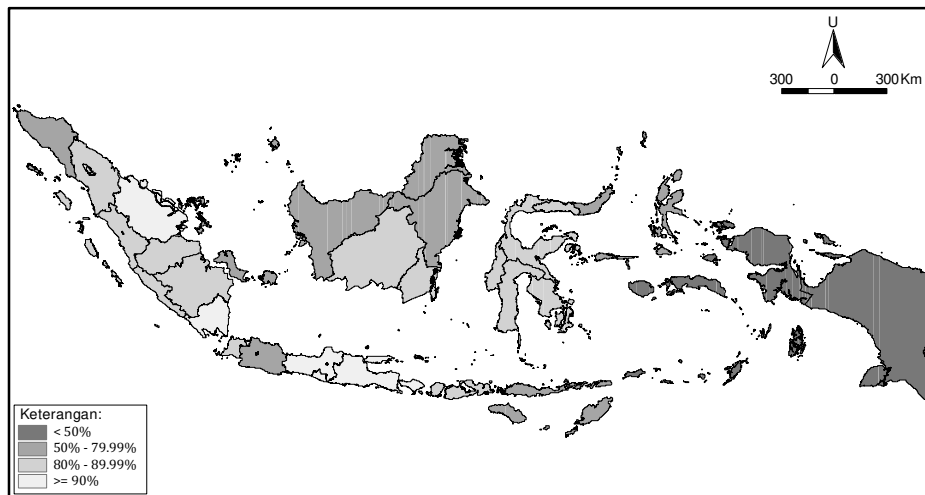 U
300 0 300 Km
Keterangan:
< 50%
50% - 79.99%
80% - 89.99%
>= 90%